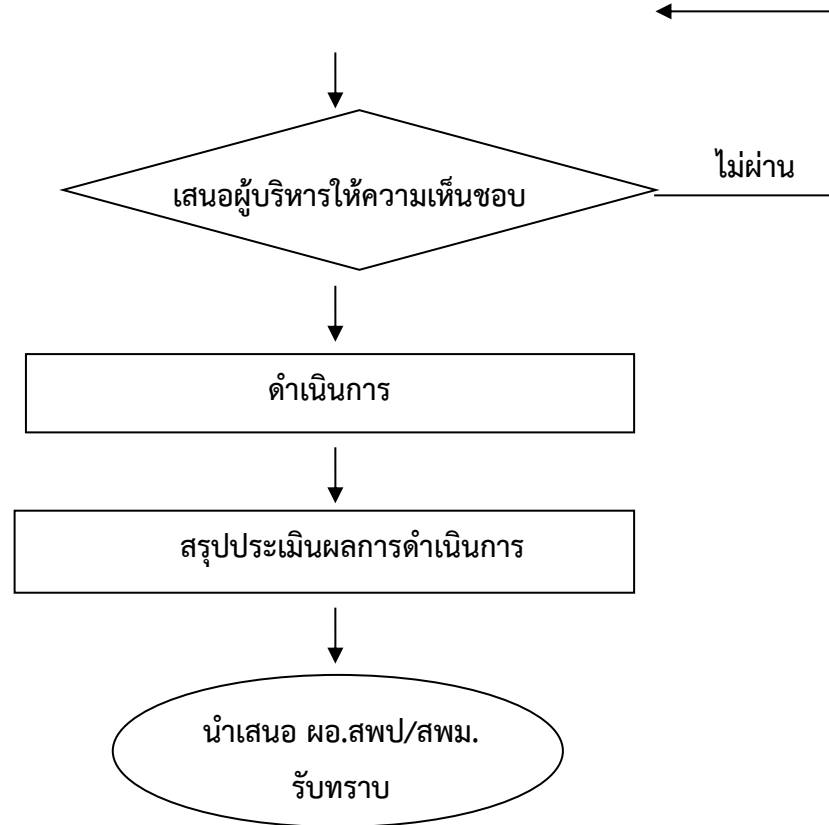 ไม่ผ่าน
เสนอผู้บริหารให้ความเห็นชอบ
ดำเนินการ
สรุปประเมินผลการดำเนินการ
นำเสนอ ผอ.สพป/สพม.
รับทราบ